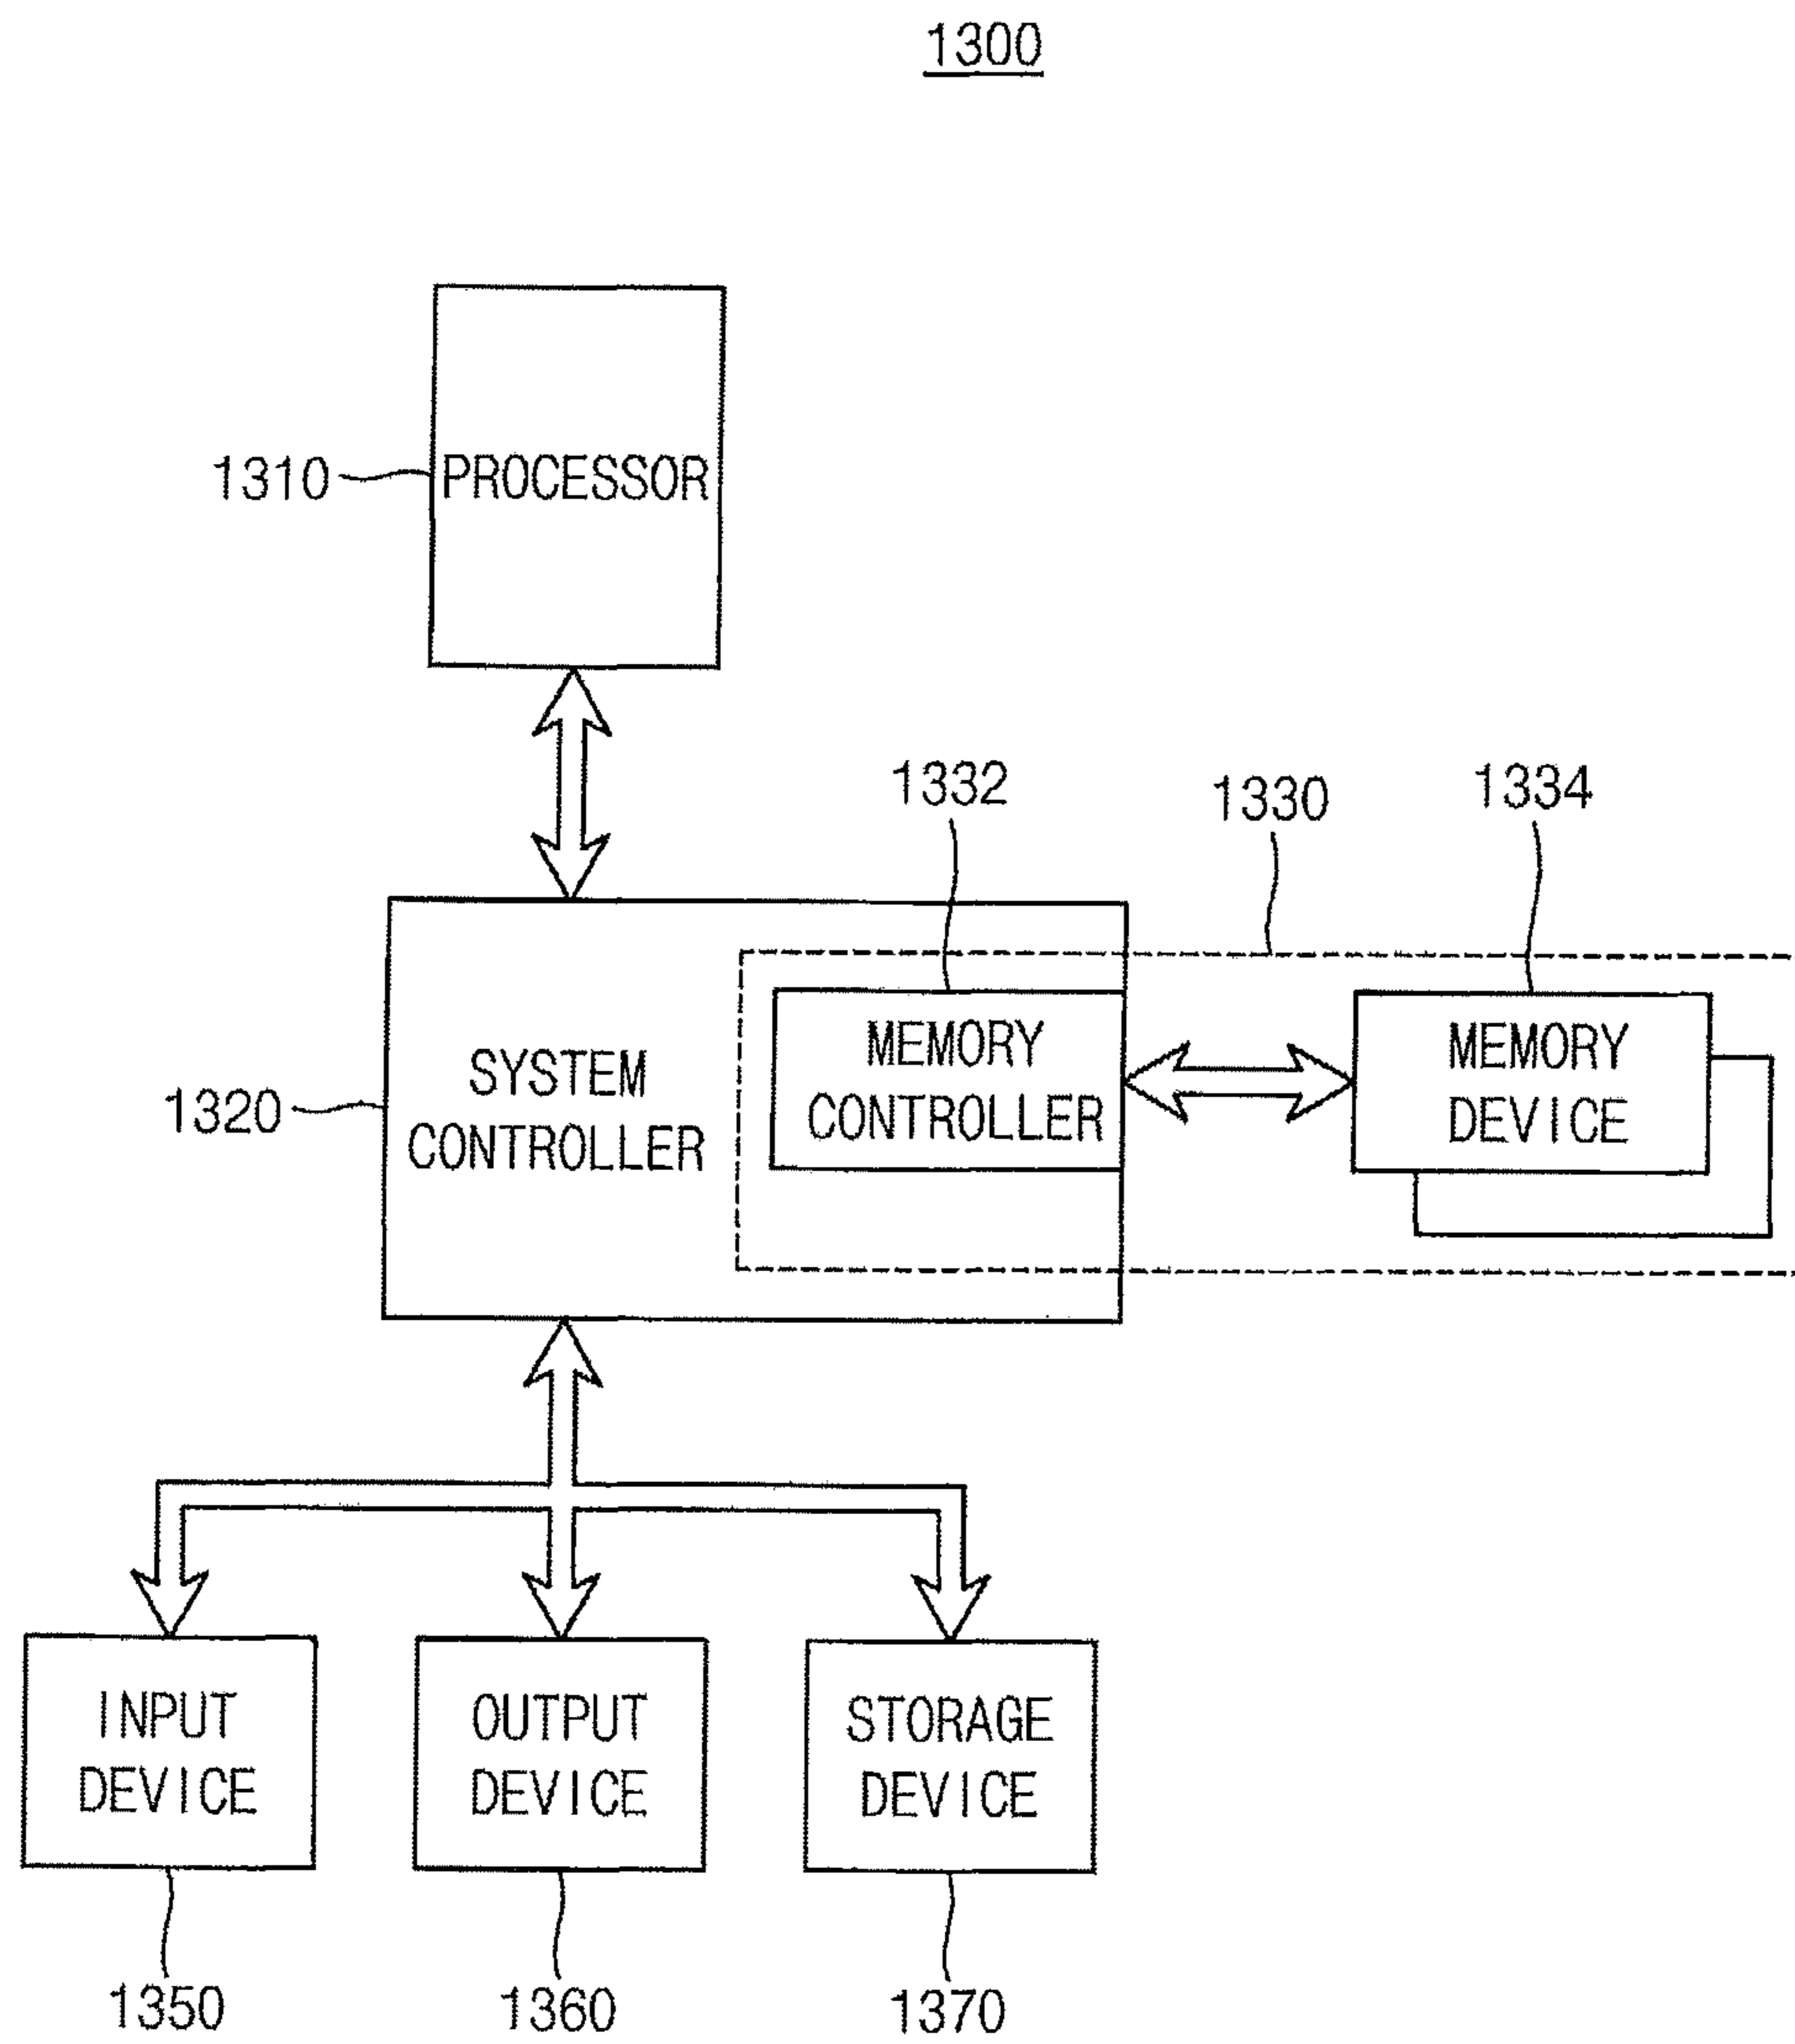 1300
1310
PROCESSOR
1332
1330
1334
1320
SYSTEM
CONTROLLER
MEMORY
CONTROLLER
MEMORY
DEVICE
INPUT
DEVICE
OUTPUT
DEVICE
STORAGE
DEVICE
1350
1360
1370